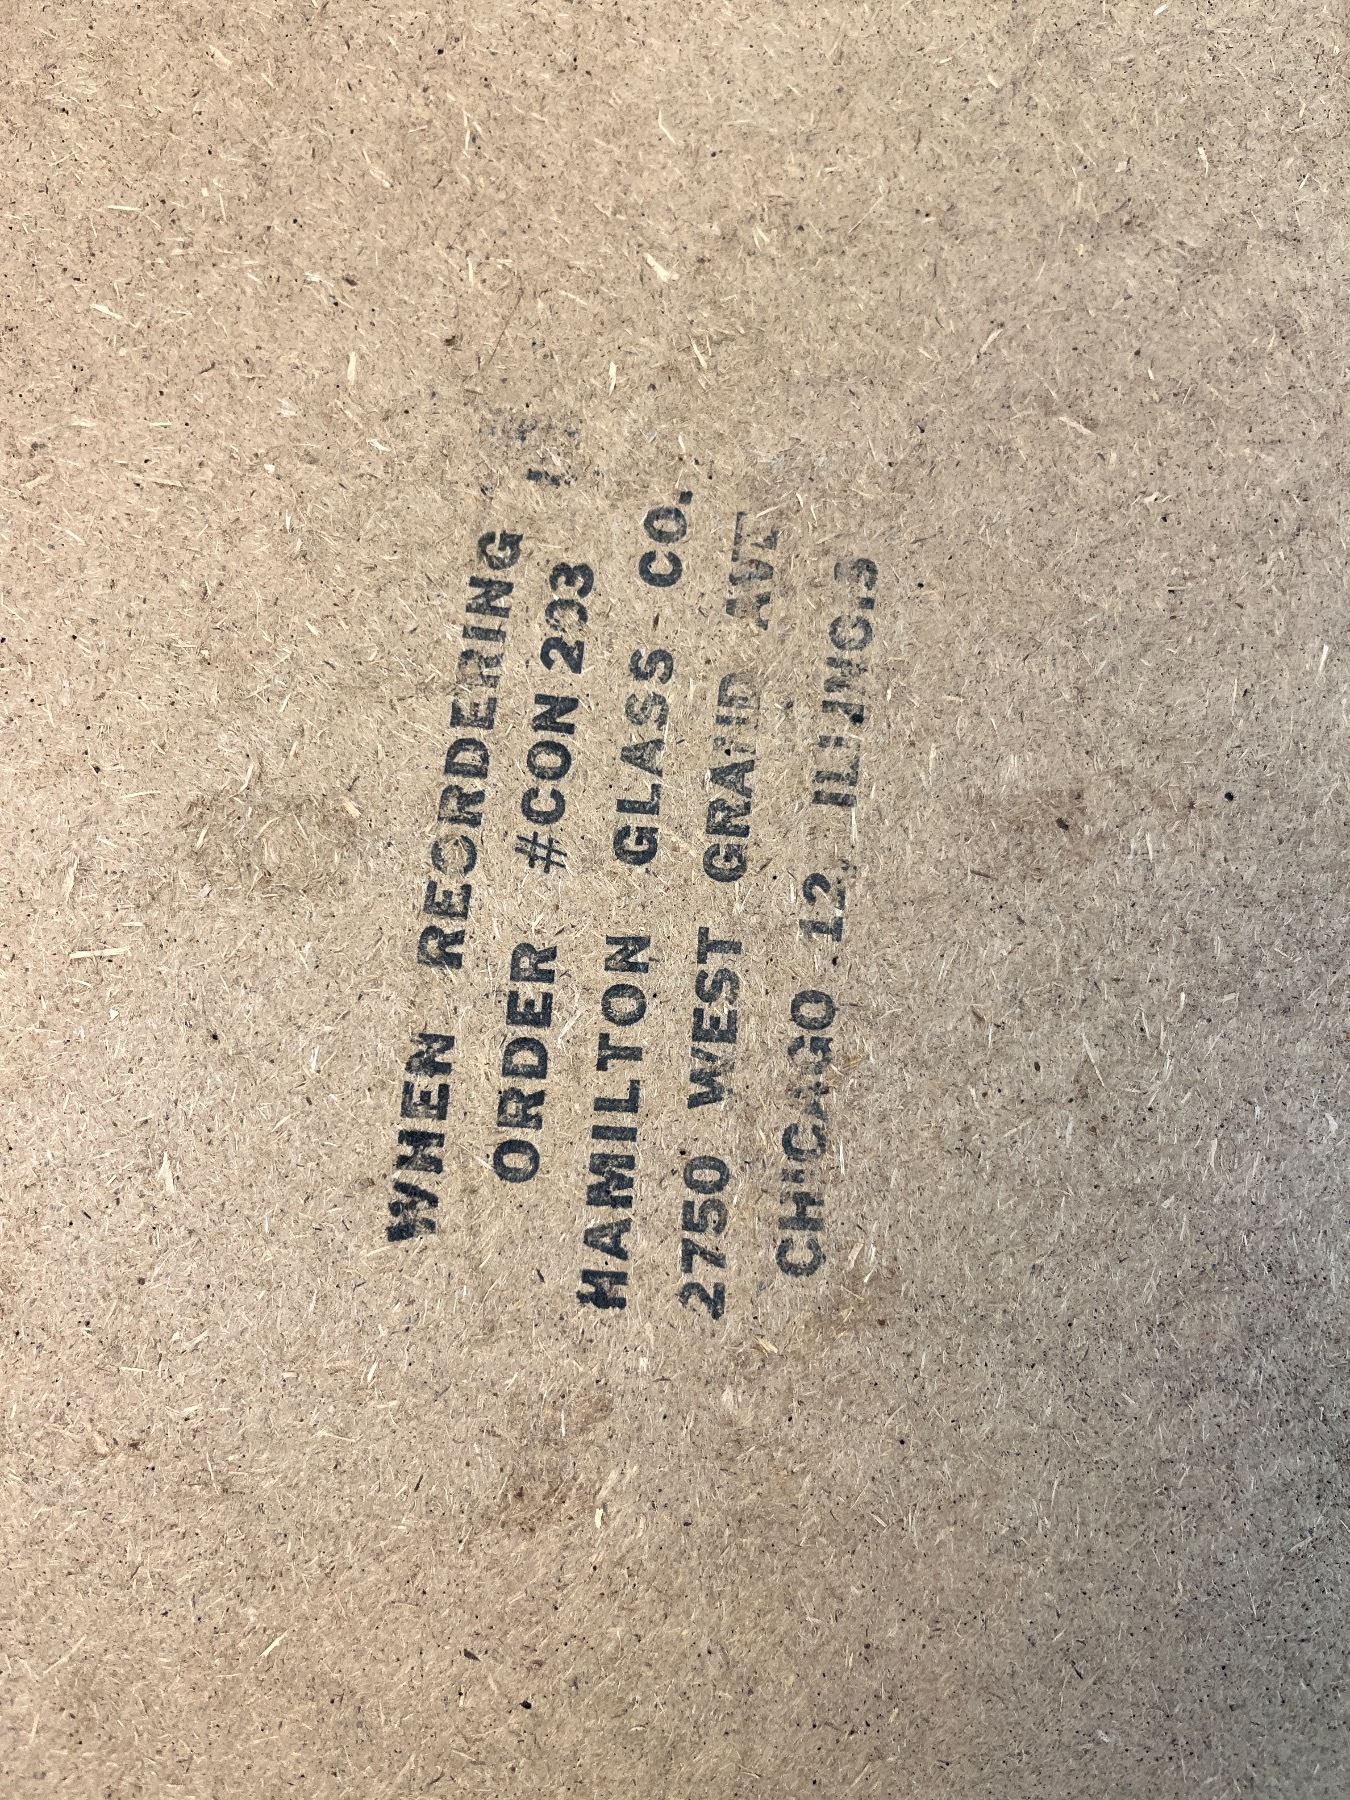 WHEN REORDERING
ORDER #CON 203
HAMILTON GLASS CO.
2750 WEST GRAND AVE
CHICAGO 12, ILLINOIS